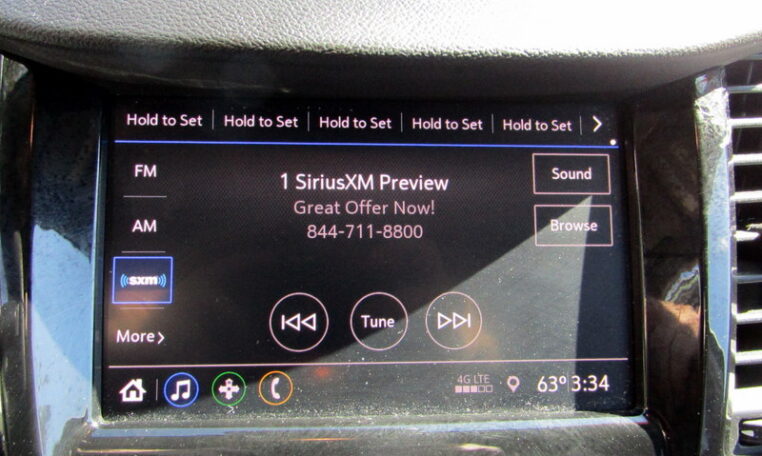 Hold to Set Hold to Set Hold to Set Hold to Set Hold to Set
FM
1 SiriusXM Preview
Sound
Great Offer Now!
AM
844-711-8800
Browse
sxm
More
Tune
4G LTE
63° 3:34